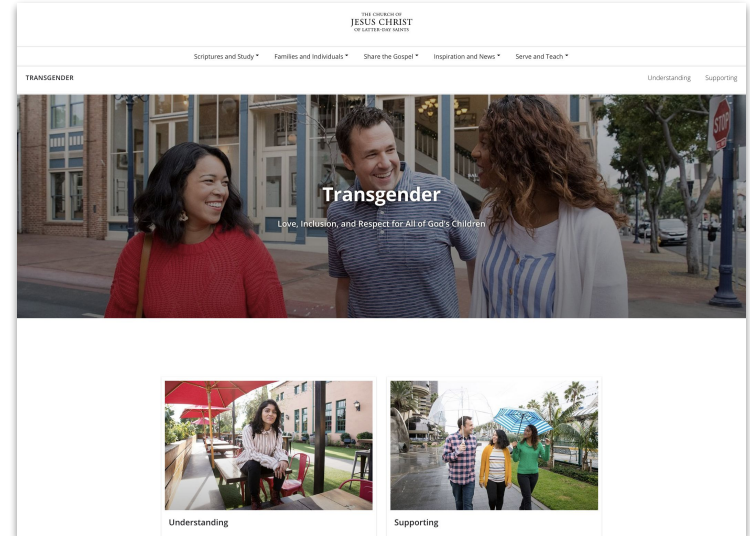 THE CHURCH OF
JESUS CHRIST
OF LATTER-DAY SAINTS
Scriptures and Study
Families and Individuals
Share the Gospel
Inspiration and News
Serve and Teach
TRANSGENDER
Understanding
Supporting
STOP
Transgender
Love, Inclusion, and Respect for All of God's Children
Understanding
Supporting